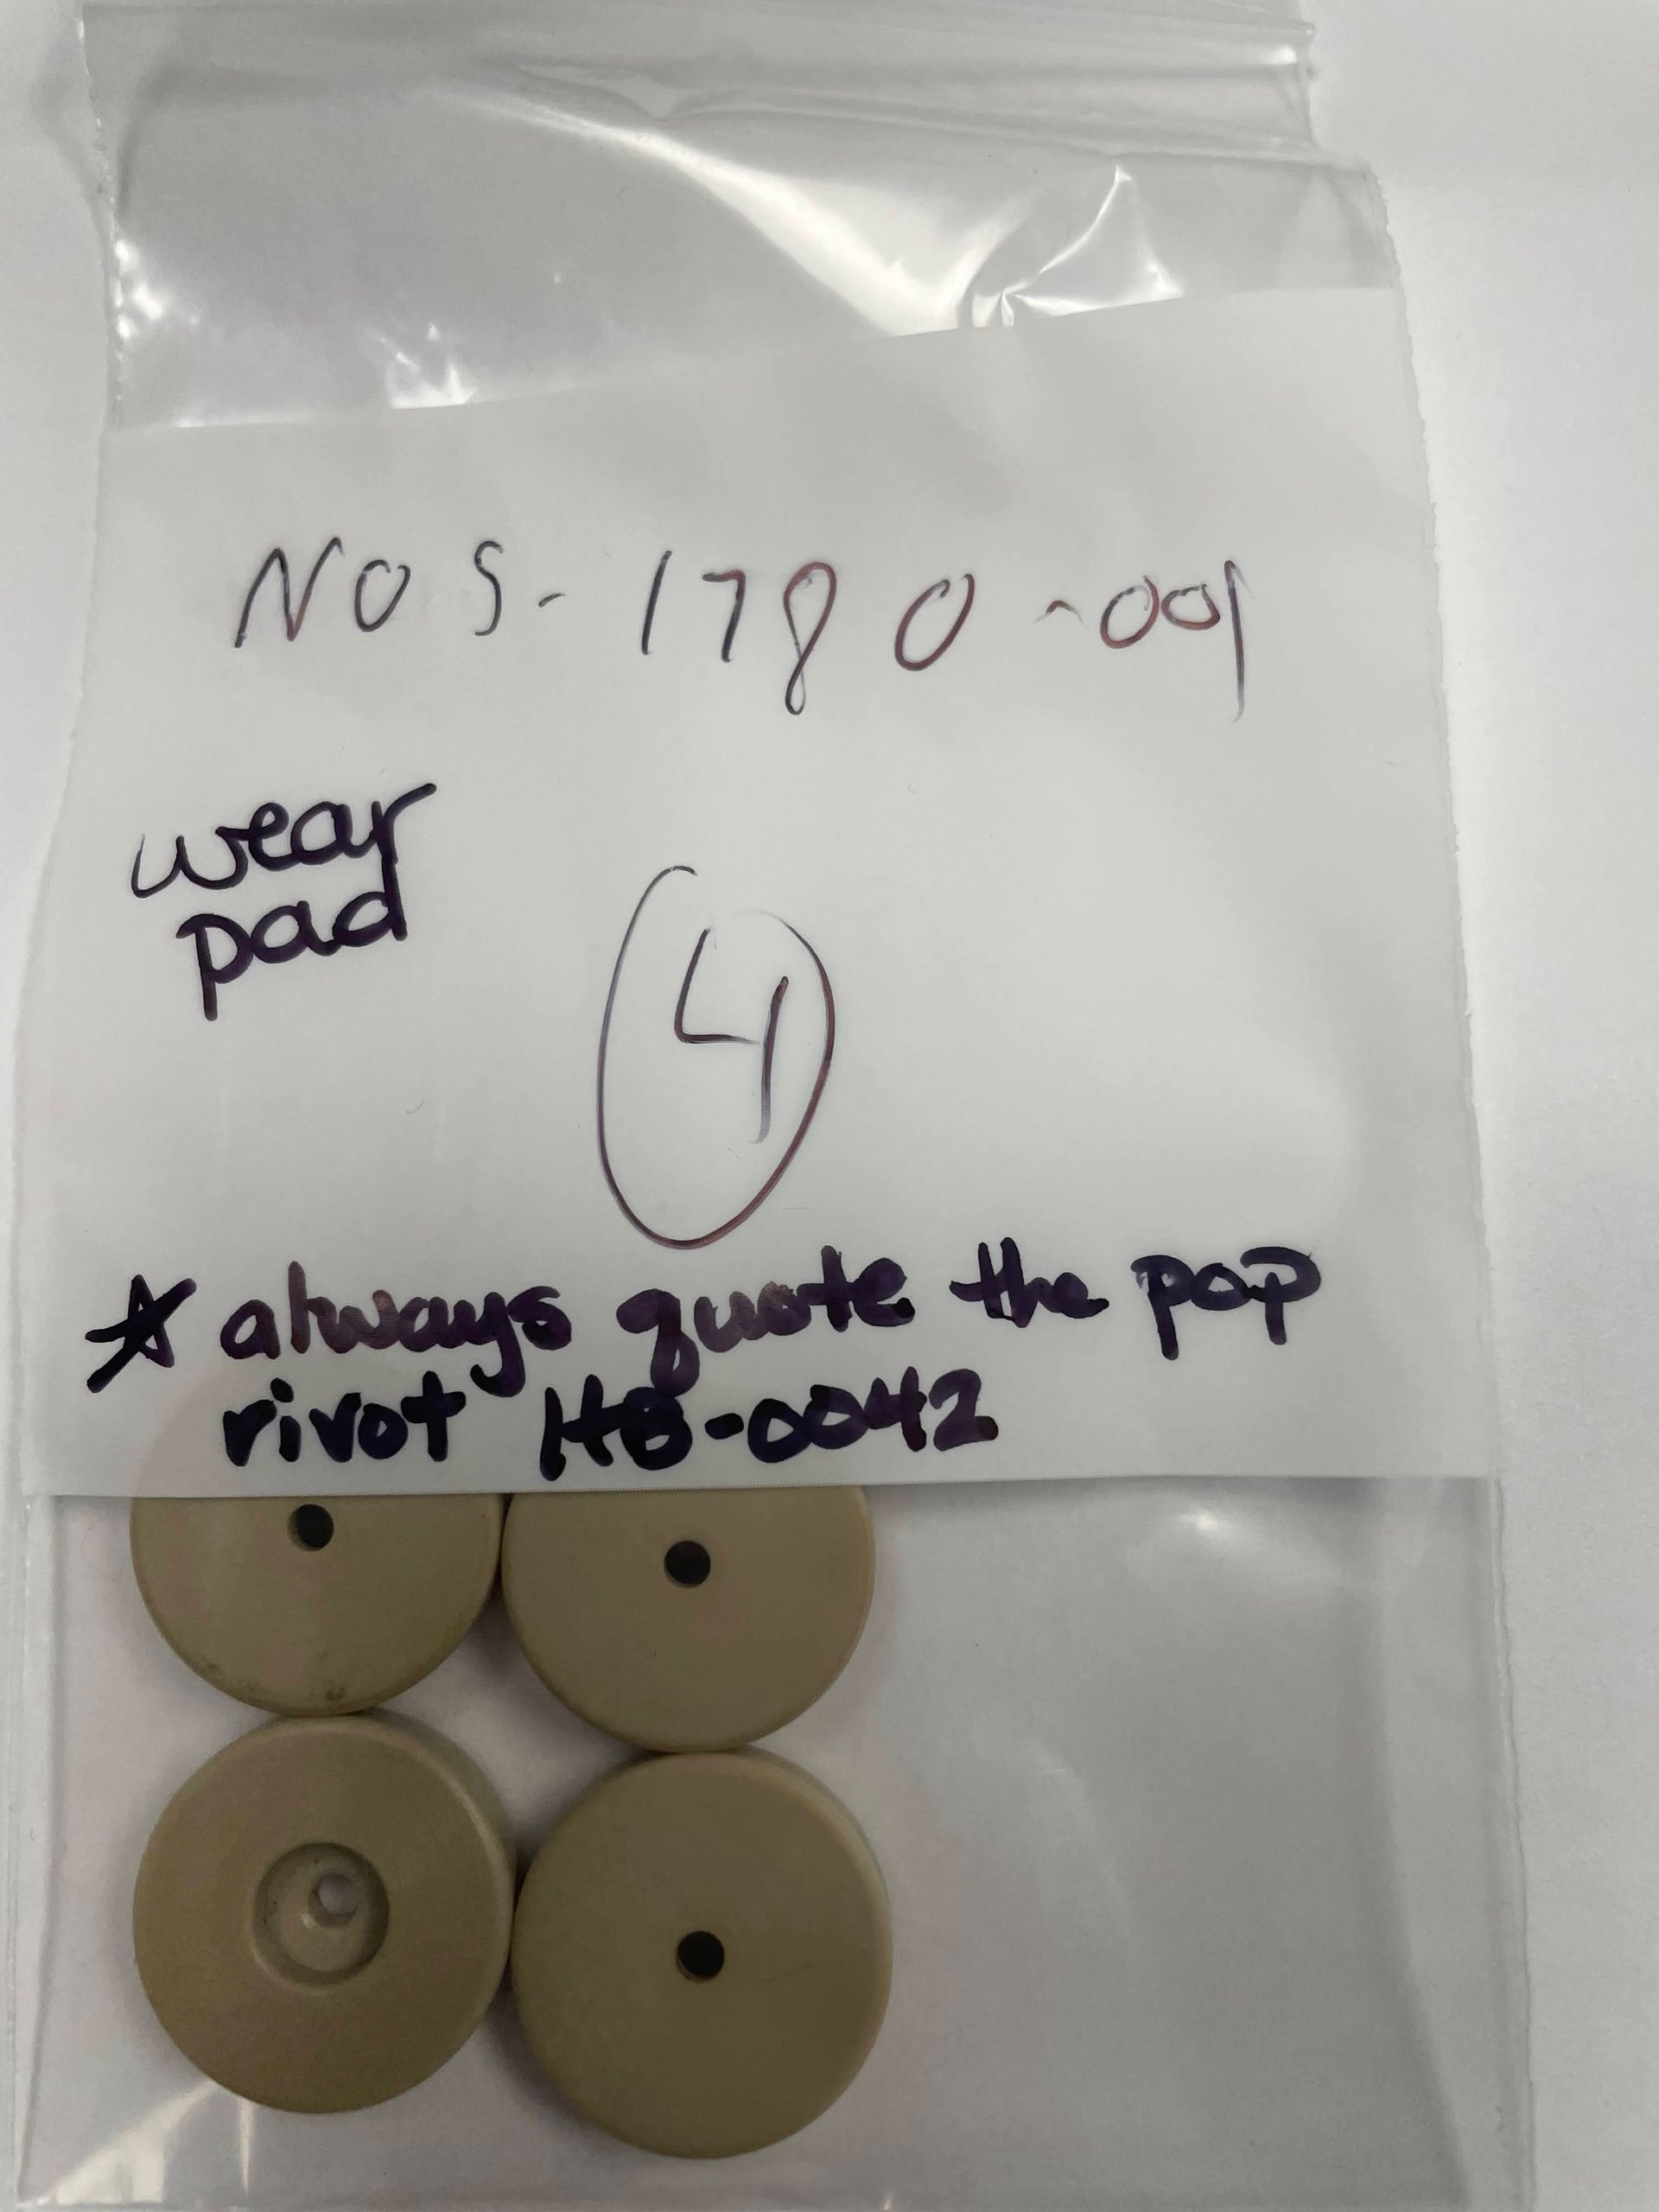 NOS-1780-001
wear
pad
4
* always quote the pop
rivot HB-0042